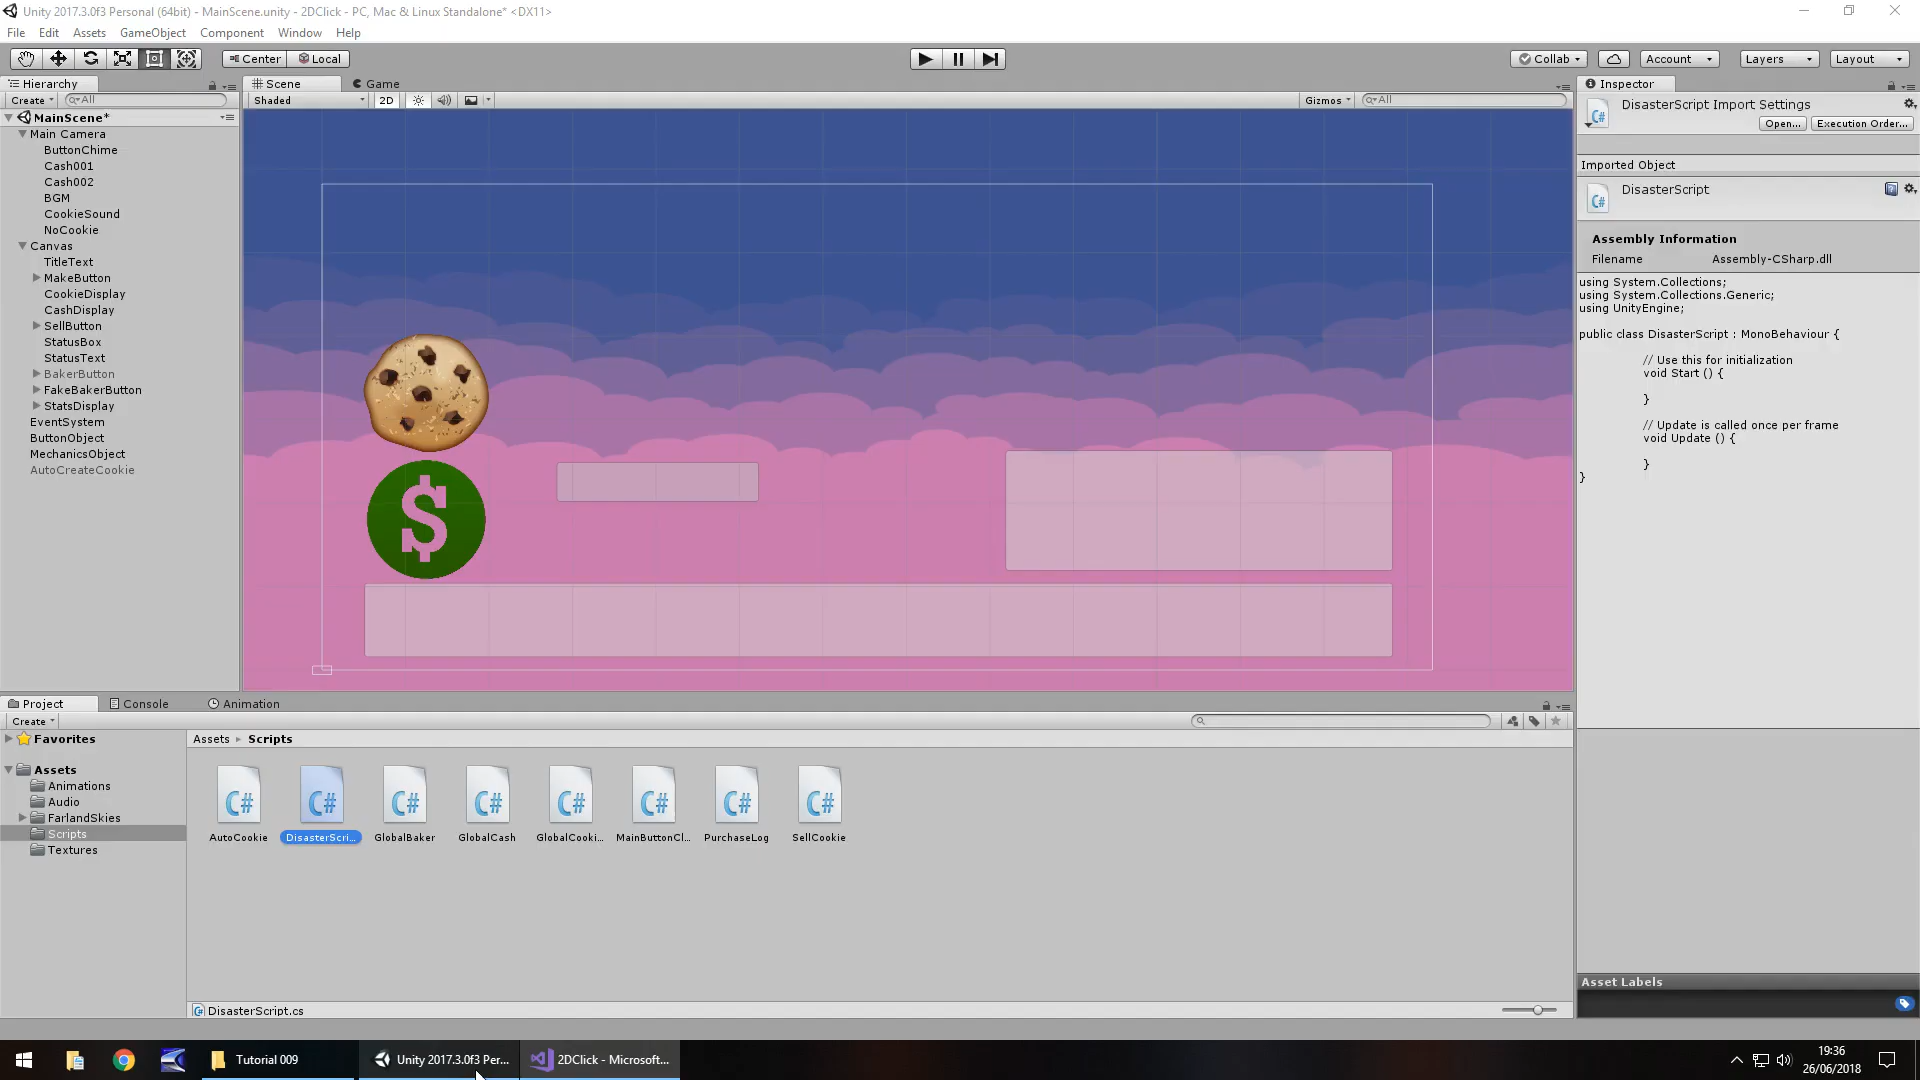 Unity 2017.3.0f3 Personal (64bit) - MainScene.unity - 2DClick - PC, Mac & Linux Standalone* <DX11>
File Edit Assets GameObject Component Window Help
Center Local
Collab Account Layers Layout
Hierarchy
Create All
MainScene*
Main Camera
ButtonChime
Cash001
Cash002
BGM
CookieSound
NoCookie
Canvas
TitleText
MakeButton
CookieDisplay
CashDisplay
SellButton
StatusBox
StatusText
BakerButton
FakeBakerButton
StatsDisplay
EventSystem
ButtonObject
MechanicsObject
AutoCreateCookie
Scene Game
Shaded 2D Gizmos All
$
Inspector
DisasterScript Import Settings
C#
Open... Execution Order...
Imported Object
DisasterScript
C#
Assembly Information
Filename Assembly-CSharp.dll
using System.Collections;
using System.Collections.Generic;
using UnityEngine;
public class DisasterScript : MonoBehaviour {
// Use this for initialization
void Start () {
}
// Update is called once per frame
void Update () {
}
}
Project Console Animation
Create
Favorites
Assets
Animations
Audio
FarlandSkies
Scripts
Textures
Assets Scripts
C# C# C# C# C# C# C# C#
AutoCookie DisasterScri... GlobalBaker GlobalCash GlobalCooki... MainButtonCl... PurchaseLog SellCookie
DisasterScript.cs
Asset Labels
Tutorial 009 Unity 2017.3.0f3 Per... 2DClick - Microsoft...
19:36
26/06/2018